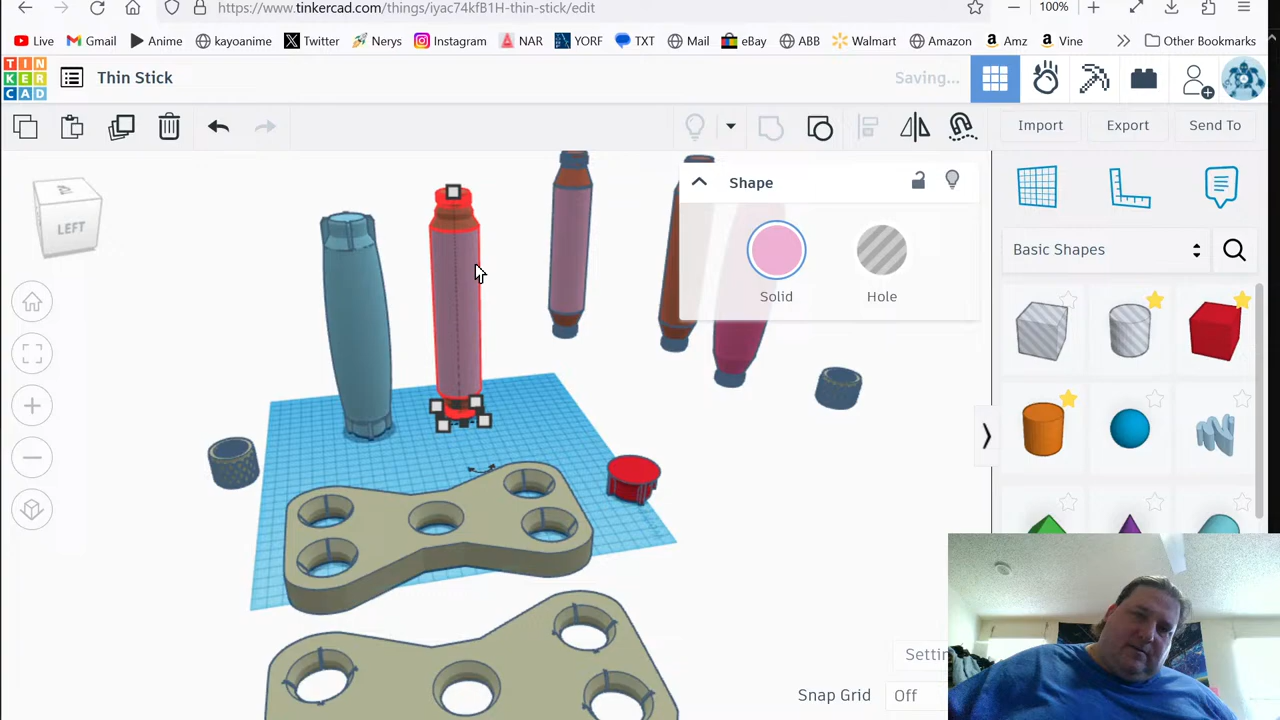 https://www.tinkercad.com/things/iyac74kfB1H-thin-stick/edit
100%
Live
Gmail
Anime
kayoanime
Twitter
Nerys
Instagram
NAR
YORF
TXT
Mail
eBay
ABB
Walmart
Amazon
Amz
Vine
Other Bookmarks
TIN
KER
CAD
Thin Stick
Saving...
Import
Export
Send To
Shape
Solid
Hole
LEFT
Basic Shapes
Settin
Snap Grid
Off